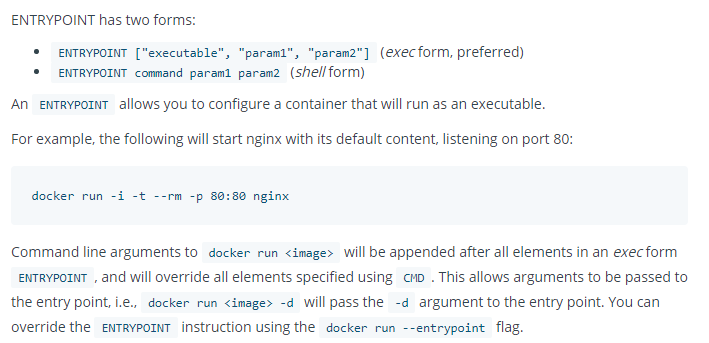 ENTRYPOINT has two forms:
• ENTRYPOINT ["executable", "param1", "param2"] (exec form, preferred)
• ENTRYPOINT command param1 param2 (shell form)
An ENTRYPOINT allows you to configure a container that will run as an executable.
For example, the following will start nginx with its default content, listening on port 80:
docker run -i -t --rm -p 80:80 nginx
Command line arguments to docker run <image> will be appended after all elements in an exec form
ENTRYPOINT , and will override all elements specified using CMD . This allows arguments to be passed to
the entry point, i.e., docker run <image> -d will pass the -d argument to the entry point. You can
override the ENTRYPOINT instruction using the docker run --entrypoint flag.